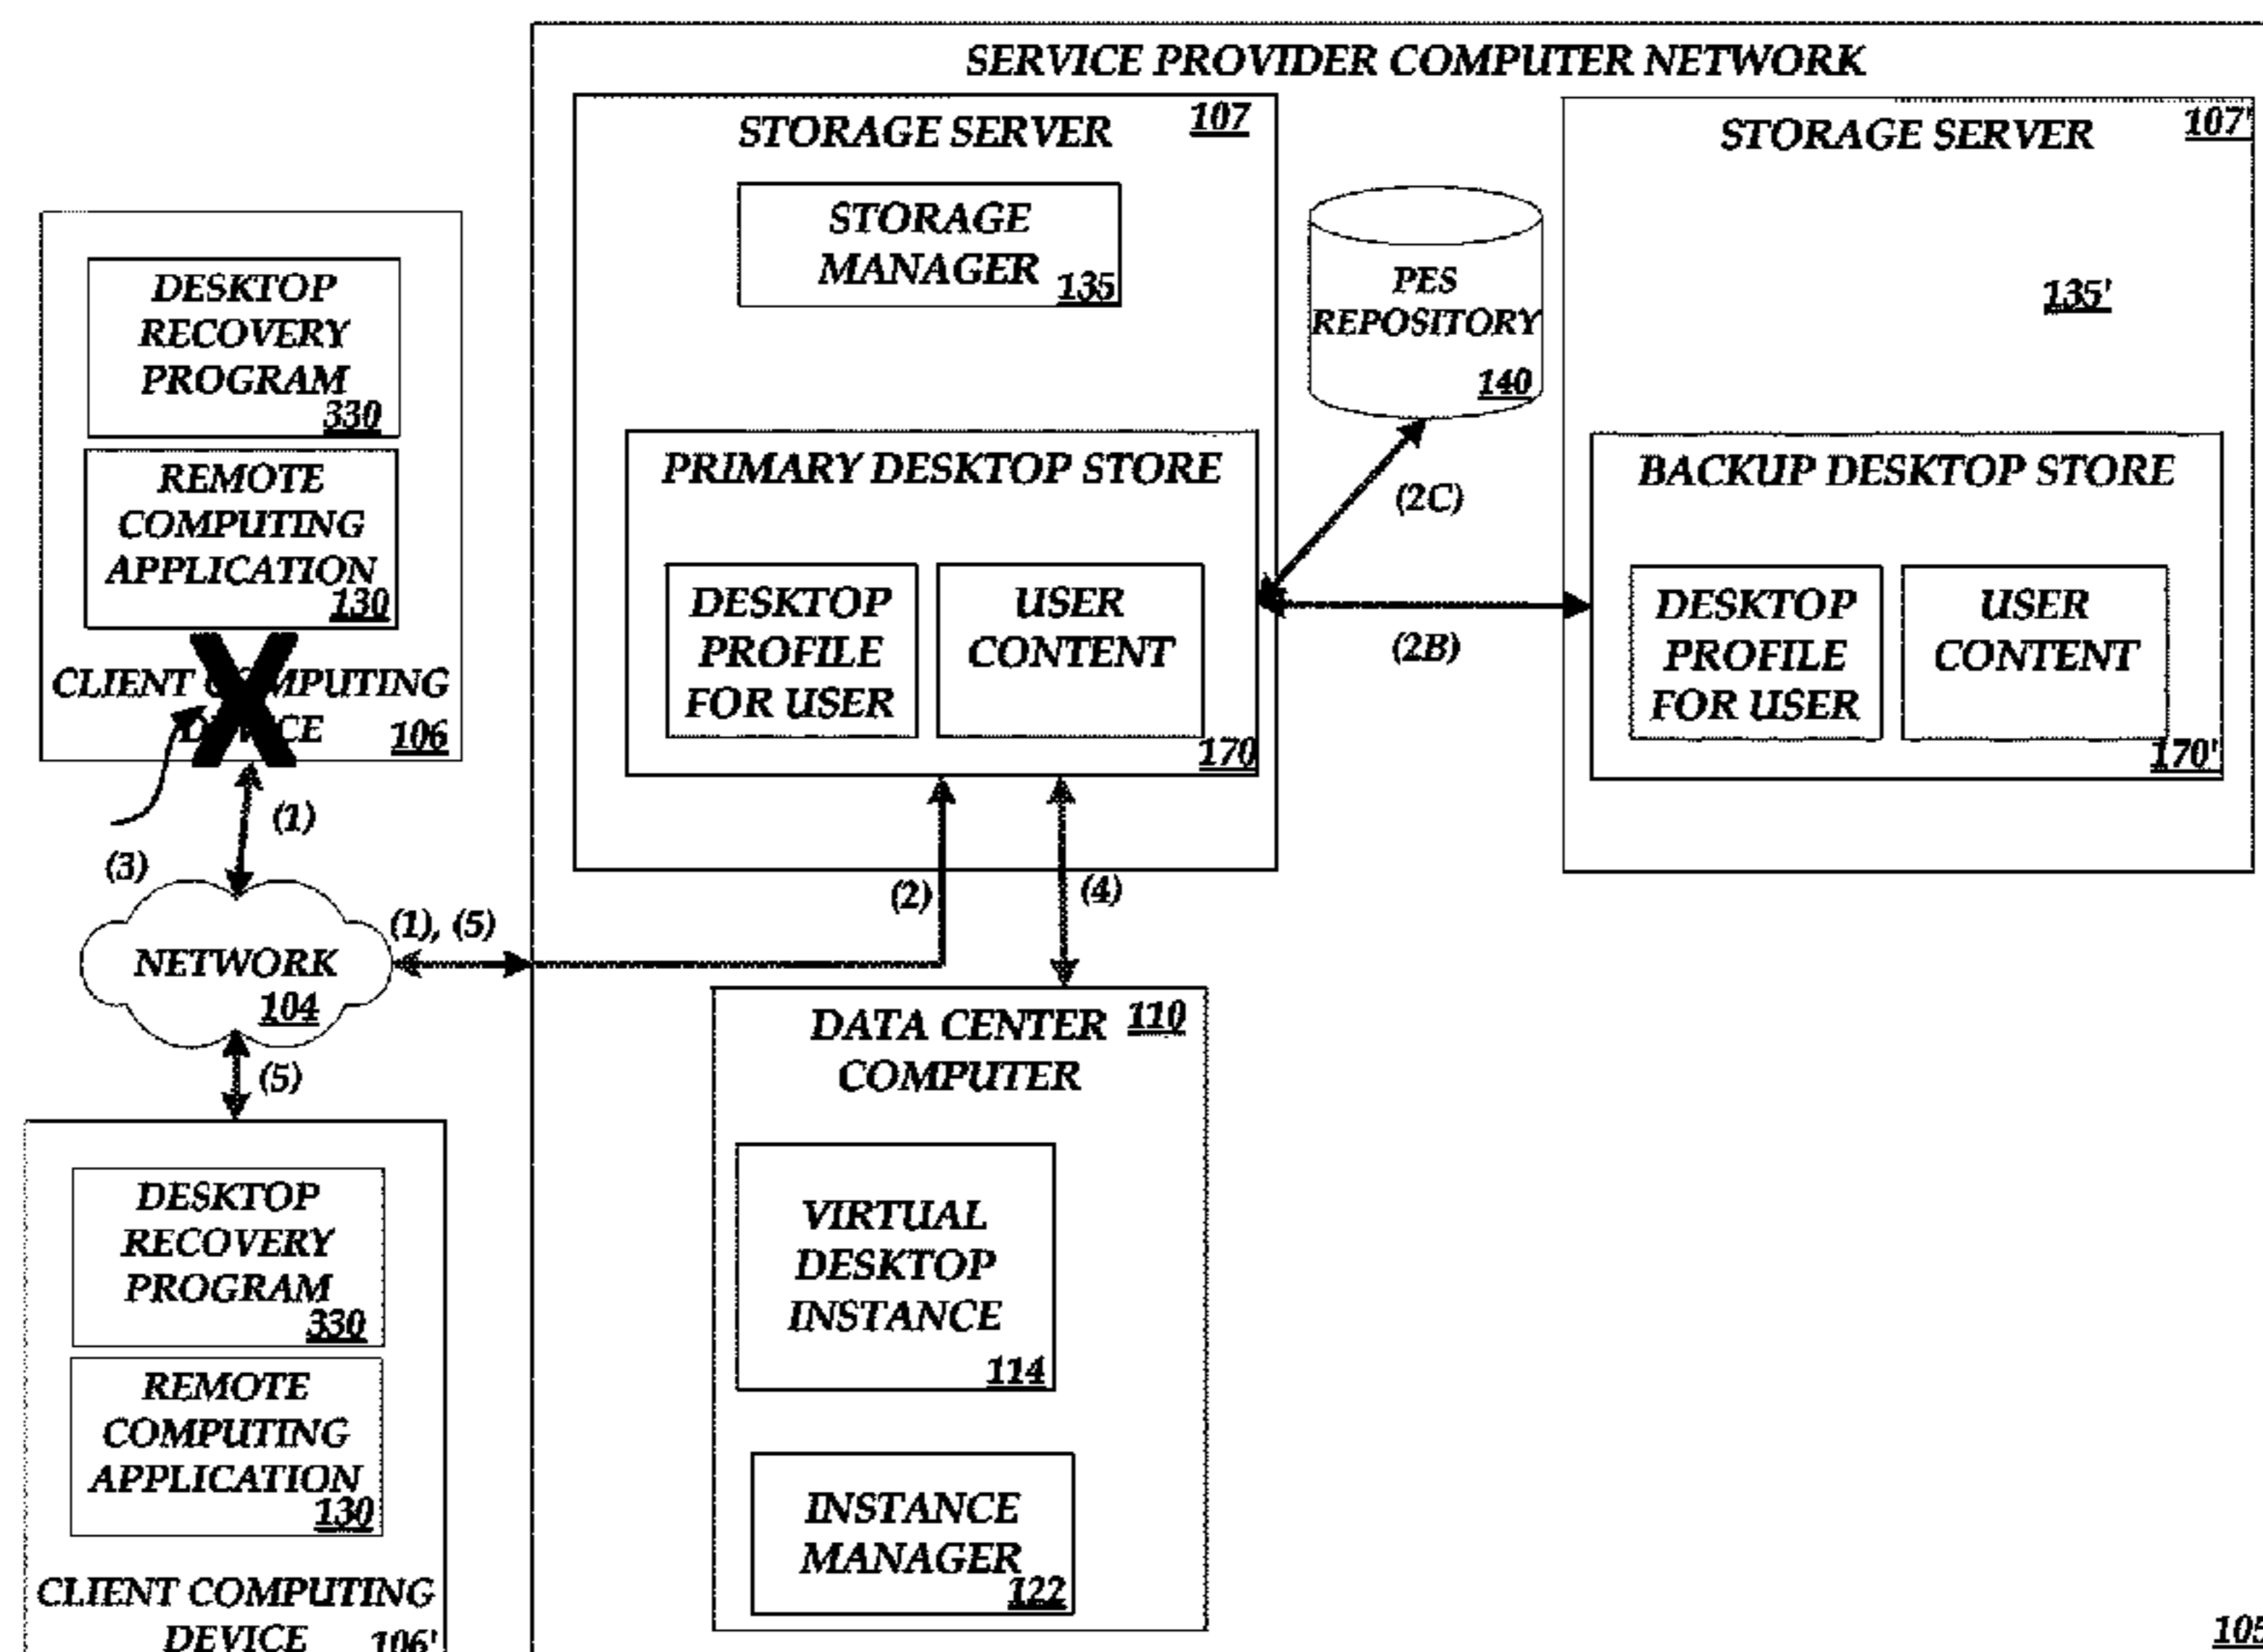 SERVICE PROVIDER COMPUTER NETWORK
STORAGE SERVER
107
STORAGE
MANAGER
135
PRIMARY DESKTOP STORE
DESKTOP
PROFILE
FOR USER
USER
CONTENT
170
PES
REPOSITORY
140
(2C)
(2B)
STORAGE SERVER
107'
135'
BACKUP DESKTOP STORE
DESKTOP
PROFILE
FOR USER
USER
CONTENT
170'
DESKTOP
RECOVERY
PROGRAM
330
REMOTE
COMPUTING
APPLICATION
130
CLIENT COMPUTING
DEVICE
106
(1)
(3)
(1), (5)
(2)
(4)
NETWORK
104
(5)
DATA CENTER
COMPUTER
110
VIRTUAL
DESKTOP
INSTANCE
114
INSTANCE
MANAGER
122
DESKTOP
RECOVERY
PROGRAM
330
REMOTE
COMPUTING
APPLICATION
130
CLIENT COMPUTING
DEVICE
106'
105